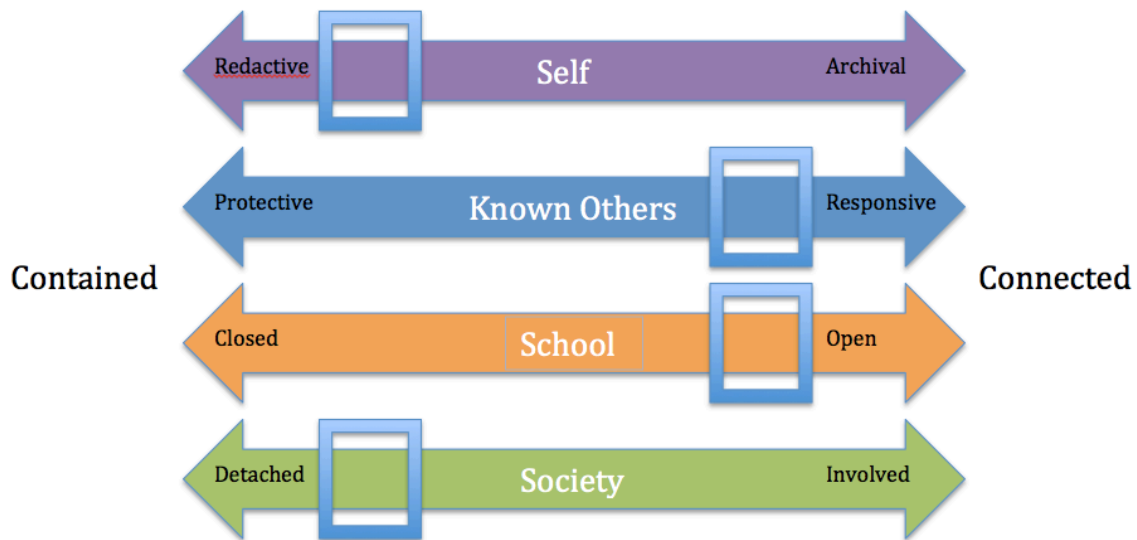 Redactive Self Archival
Protective Known Others Responsive
Contained Connected
Closed School Open
Detached Society Involved